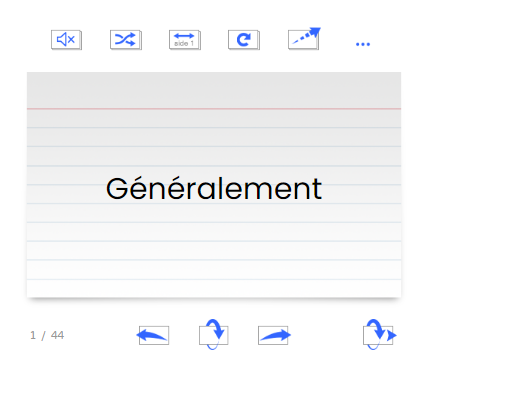 side 1
...
Généralement
1 / 44